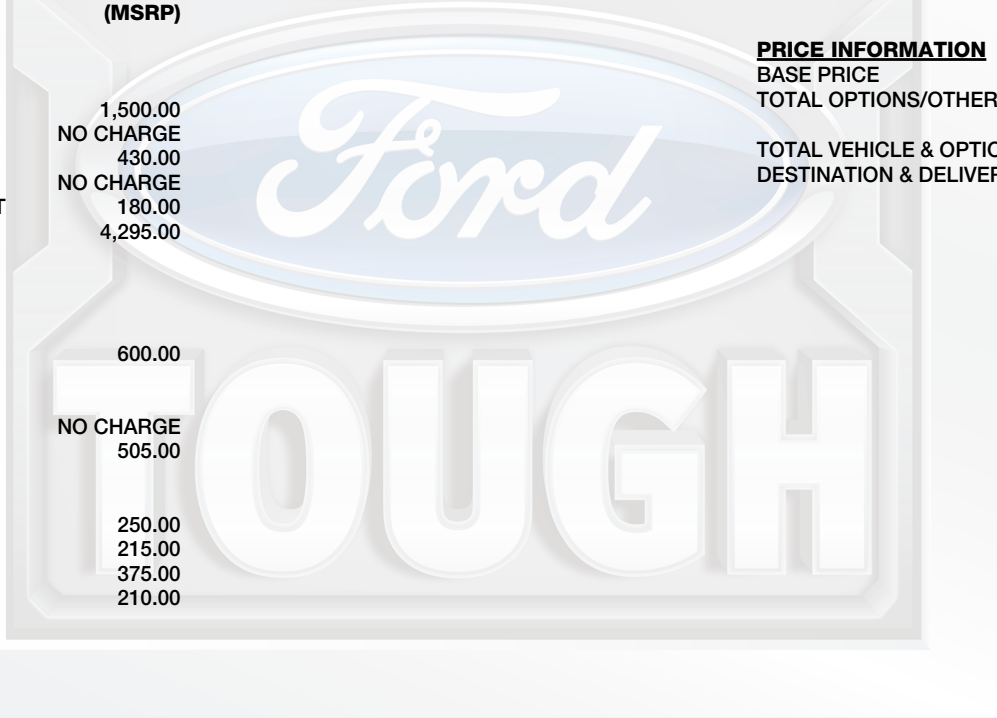 (MSRP)
1,500.00
NO CHARGE
430.00
NO CHARGE
T
180.00
4,295.00
600.00
NO CHARGE
505.00
250.00
215.00
375.00
210.00
PRICE INFORMATION
BASE PRICE
TOTAL OPTIONS/OTHER
TOTAL VEHICLE & OPTIO
DESTINATION & DELIVER
Ford
TOUGH